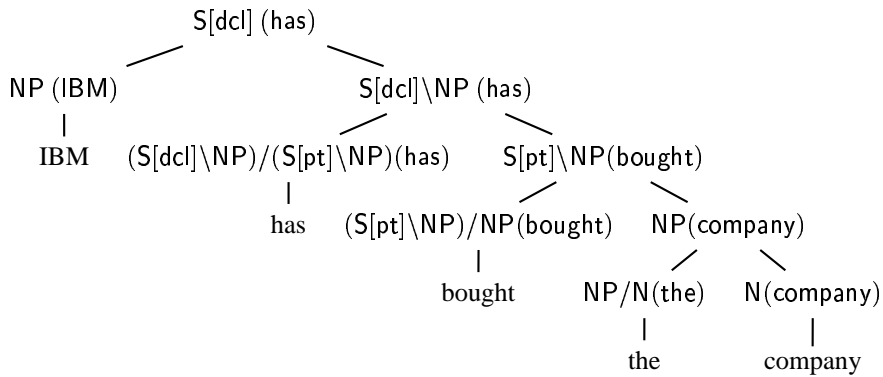 S[dcl] (has)
NP (IBM) S[dcl]\NP (has)
IBM (S[dcl]\NP)/(S[pt]\NP)(has) S[pt]\NP(bought)
has (S[pt]\NP)/NP(bought) NP(company)
bought NP/N(the) N(company)
the company